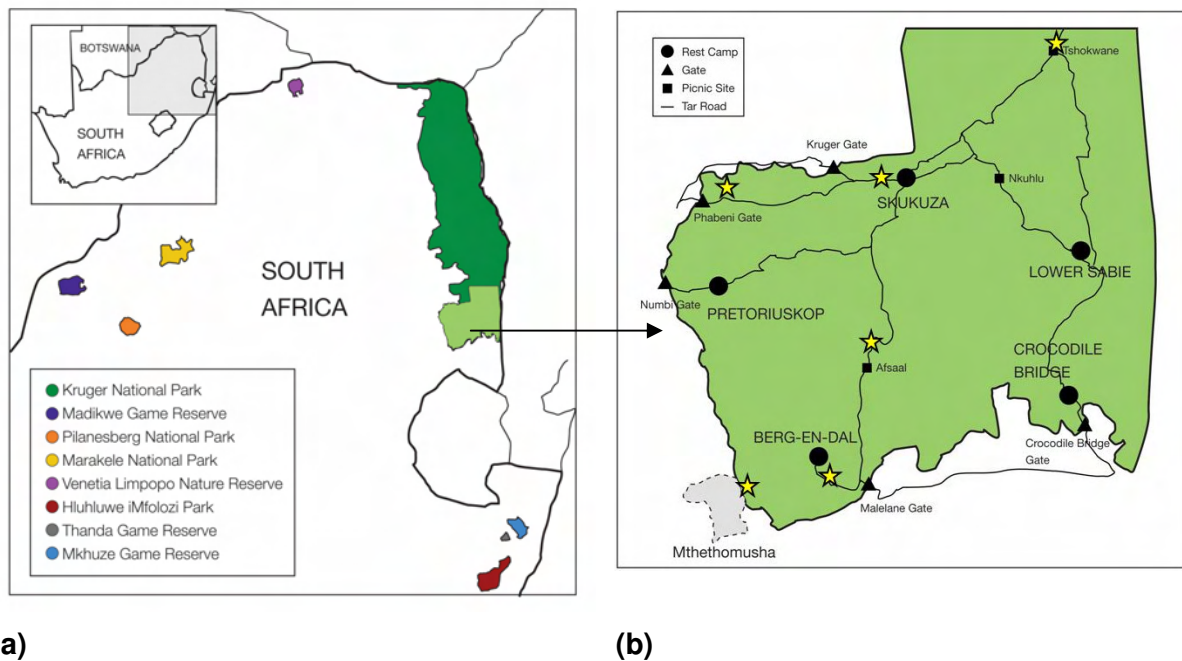 BOTSWANA
SOUTH
AFRICA
SOUTH
AFRICA
Kruger National Park
Madikwe Game Reserve
Pilanesberg National Park
Marakele National Park
Venetia Limpopo Nature Reserve
Hluhluwe iMfolozi Park
Thanda Game Reserve
Mkhuze Game Reserve
a)
Rest Camp
Gate
Picnic Site
Tar Road
Tshokwane
Kruger Gate
Nkuhlu
SKUKUZA
Phabeni Gate
LOWER SABIE
Numbi Gate
PRETORIUSKOP
CROCODILE
BRIDGE
Afsaal
BERG-EN-DAL
Crocodile Bridge
Gate
Malelane Gate
Mthethomusha
(b)